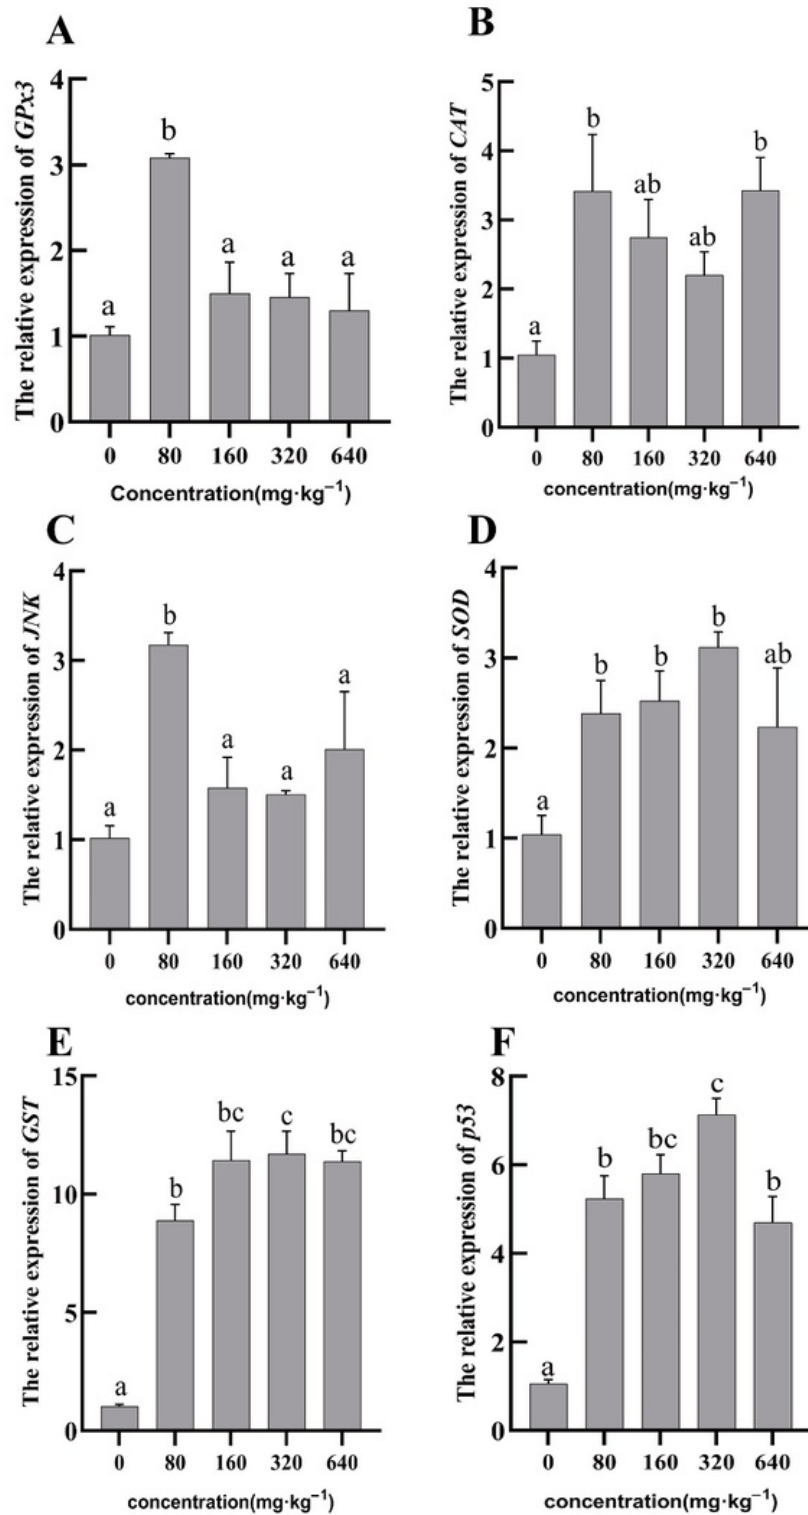 A
The relative expression of GPx3
4
3
2
1
0
a
b
a
a
a
0 80 160 320 640
Concentration(mg·kg⁻¹)
B
The relative expression of CAT
5
4
3
2
1
0
a
b
ab
ab
b
0 80 160 320 640
concentration(mg·kg⁻¹)
C
The relative expression of JNK
4
3
2
1
0
a
b
a
a
a
0 80 160 320 640
concentration(mg·kg⁻¹)
D
The relative expression of SOD
4
3
2
1
0
a
b
b
b
ab
0 80 160 320 640
concentration(mg·kg⁻¹)
E
The relative expression of GST
15
10
5
0
a
b
bc
c
bc
0 80 160 320 640
concentration(mg·kg⁻¹)
F
The relative expression of p53
8
6
4
2
0
a
b
bc
c
b
0 80 160 320 640
concentration(mg·kg⁻¹)